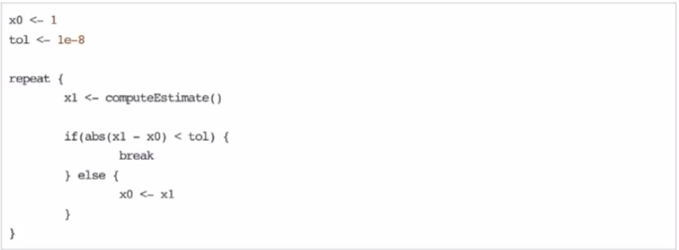 x0 <- 1
tol <- 1e-8
repeat {
x1 <- computeEstimate()
if(abs(x1 - x0) < tol) {
break
} else {
x0 <- x1
}
}